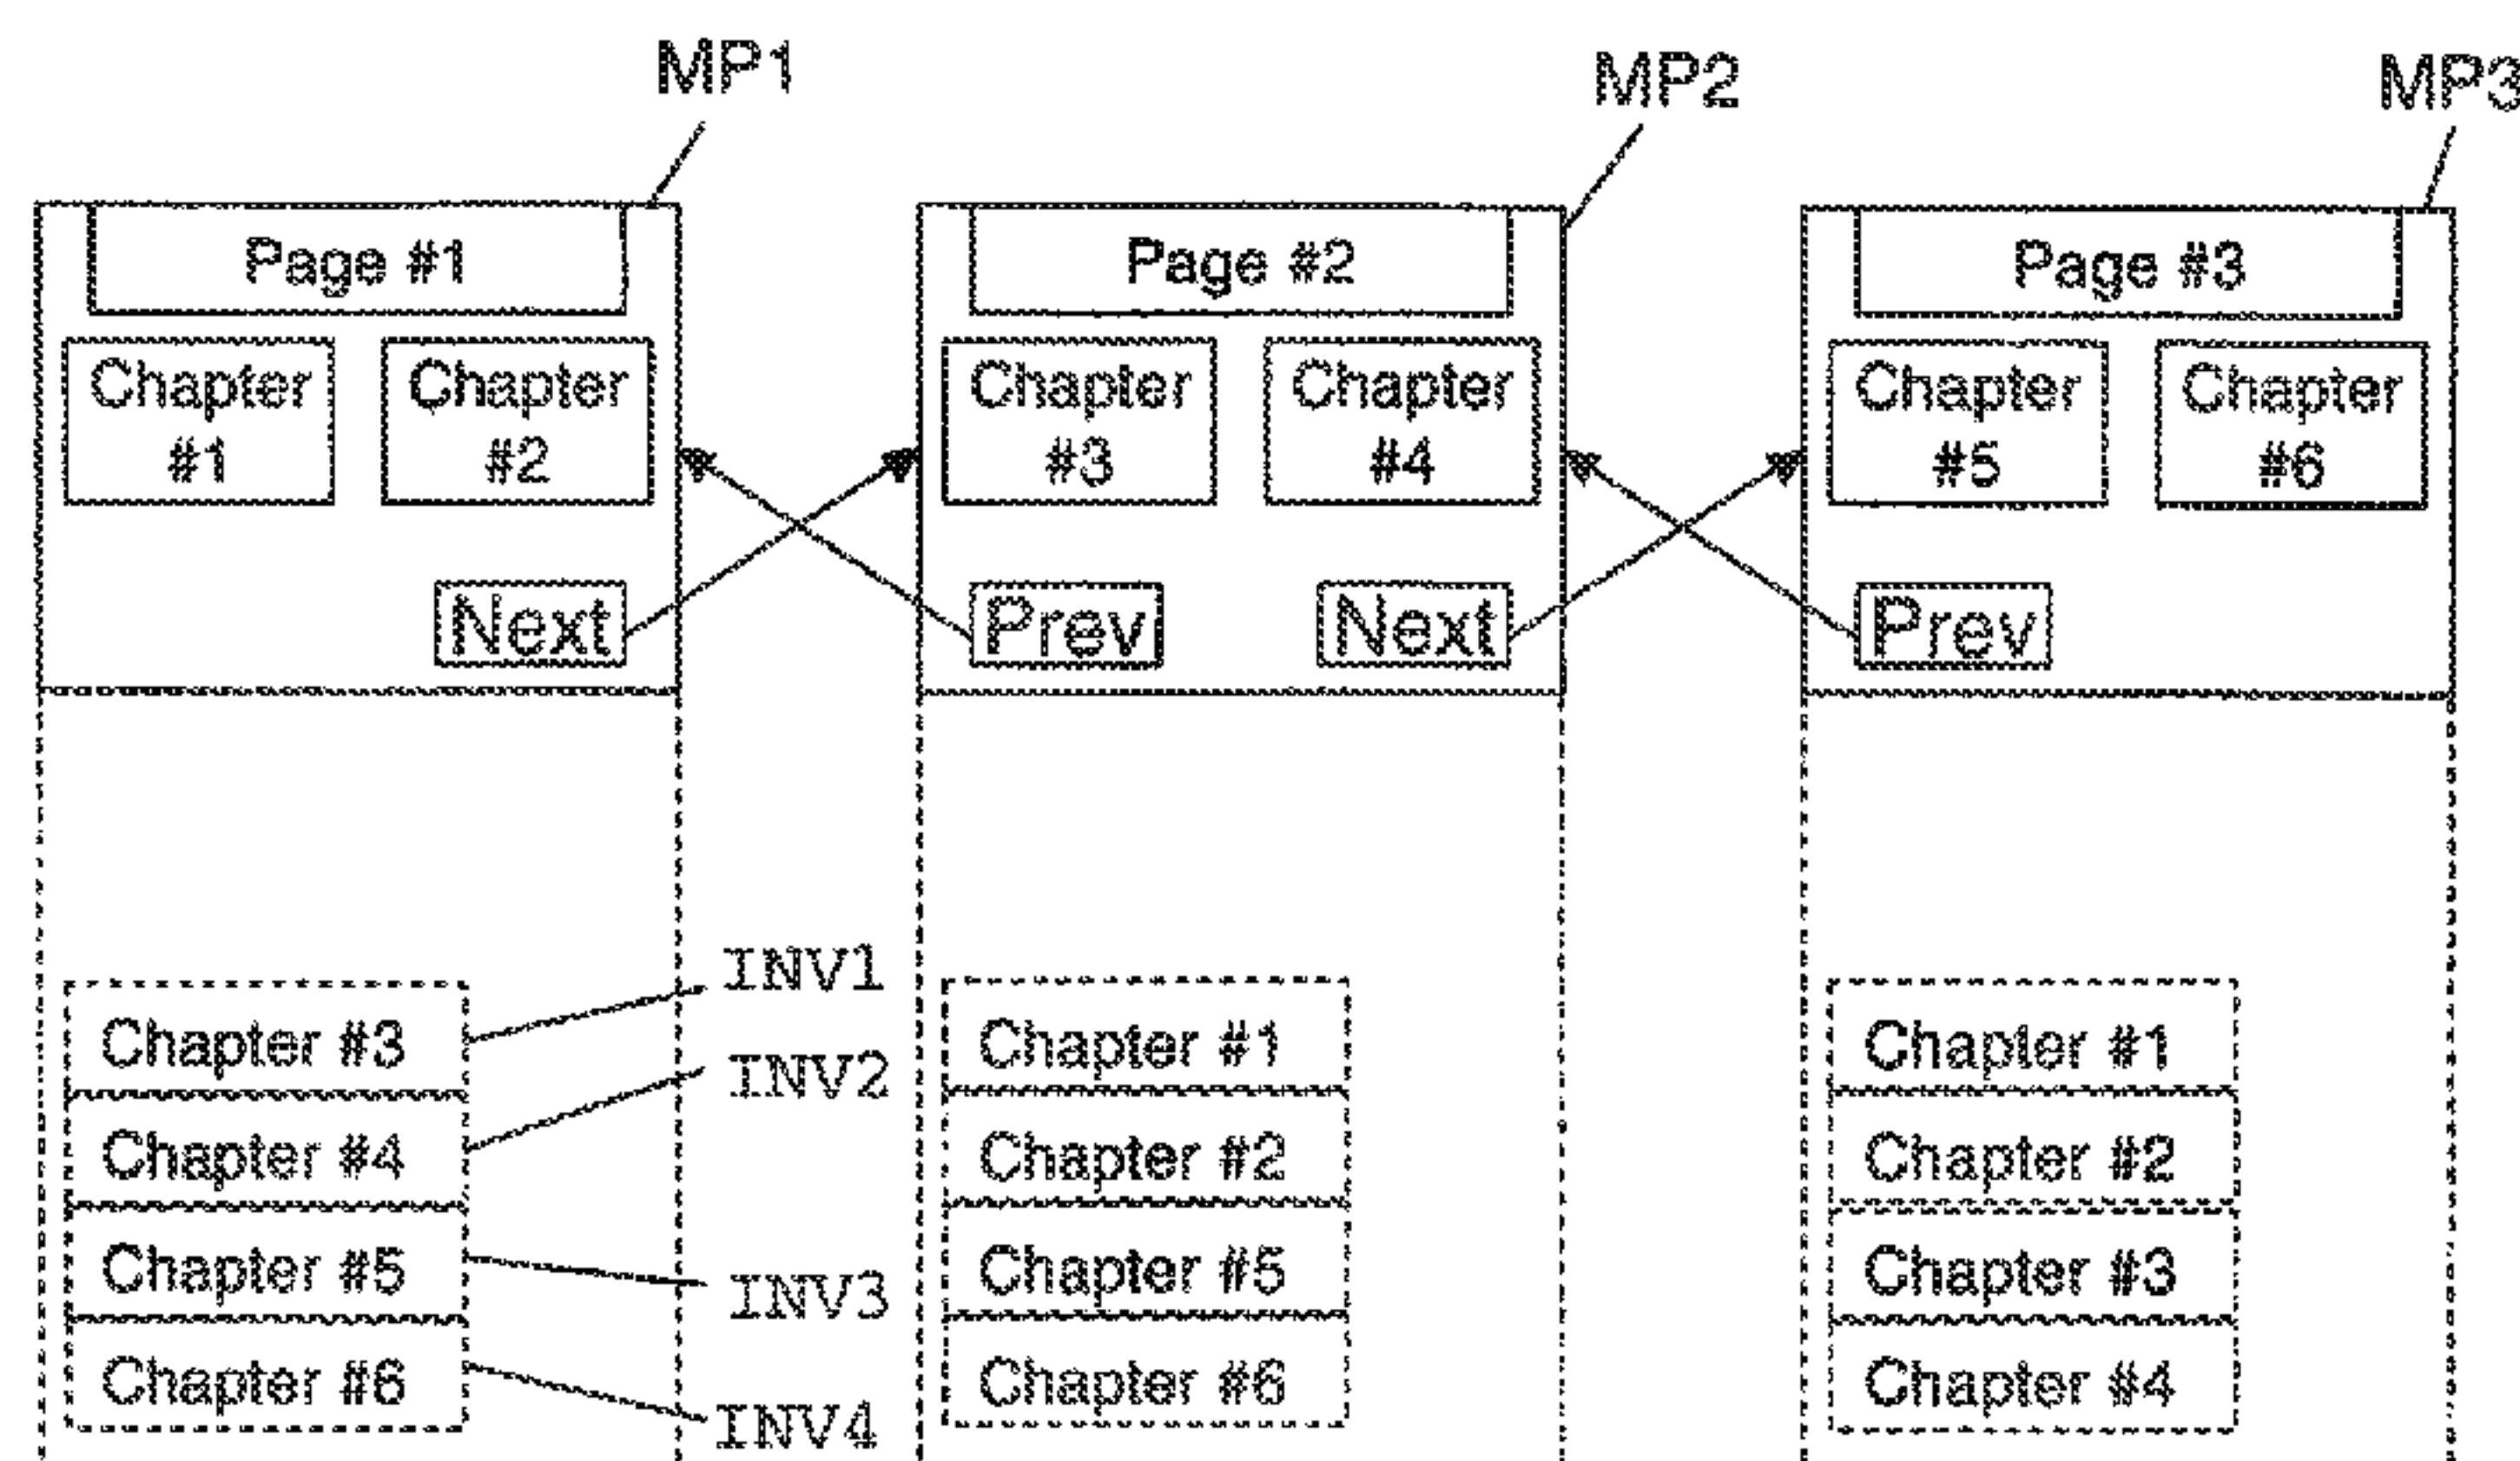 MP1
MP2
MP3
Page #1
Page #2
Page #3
Chapter
#1
Chapter
#2
Chapter
#3
Chapter
#4
Chapter
#5
Chapter
#6
Next
Prev
Next
Prev
Chapter #3
Chapter #4
Chapter #5
Chapter #6
INV1
INV2
INV3
INV4
Chapter #1
Chapter #2
Chapter #5
Chapter #6
Chapter #1
Chapter #2
Chapter #3
Chapter #4